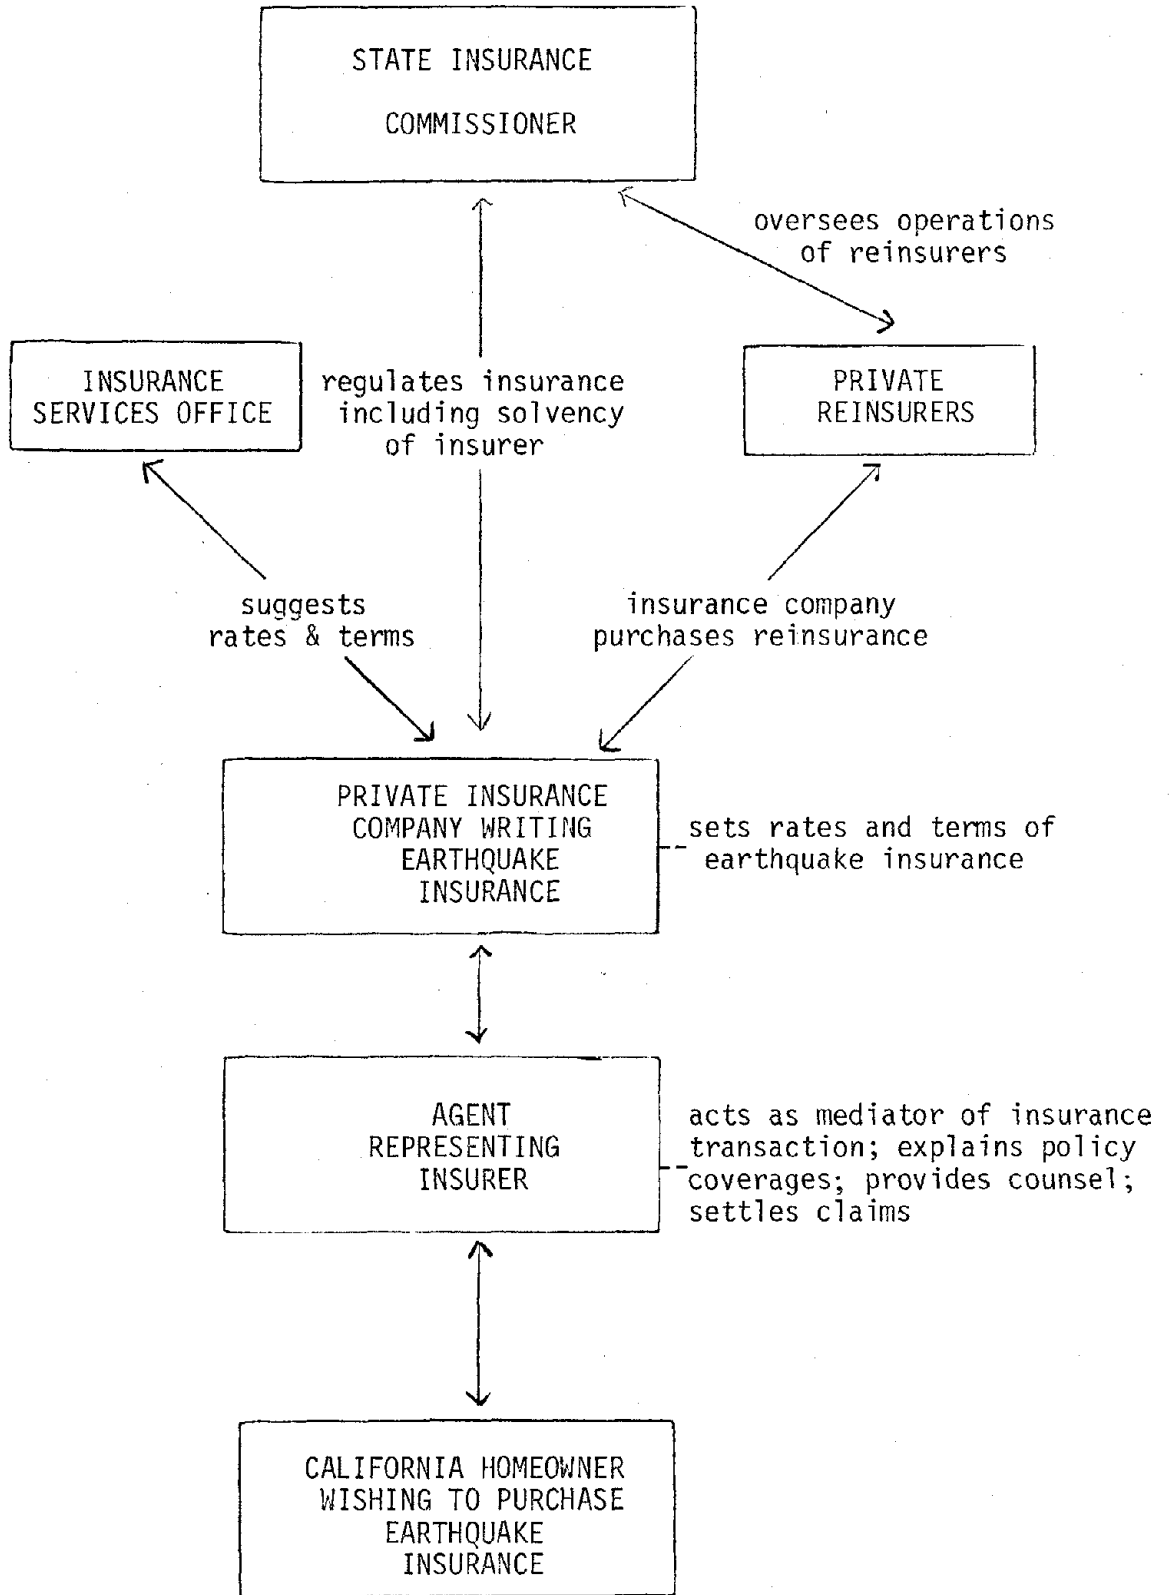 STATE INSURANCE
COMMISSIONER
oversees operations
of reinsurers
INSURANCE
SERVICES OFFICE
regulates insurance
including solvency
of insurer
PRIVATE
REINSURERS
suggests
rates & terms
insurance company
purchases reinsurance
PRIVATE INSURANCE
COMPANY WRITING
EARTHQUAKE
INSURANCE
sets rates and terms of
earthquake insurance
AGENT
REPRESENTING
INSURER
acts as mediator of insurance
transaction; explains policy
coverages; provides counsel;
settles claims
CALIFORNIA HOMEOWNER
WISHING TO PURCHASE
EARTHQUAKE
INSURANCE